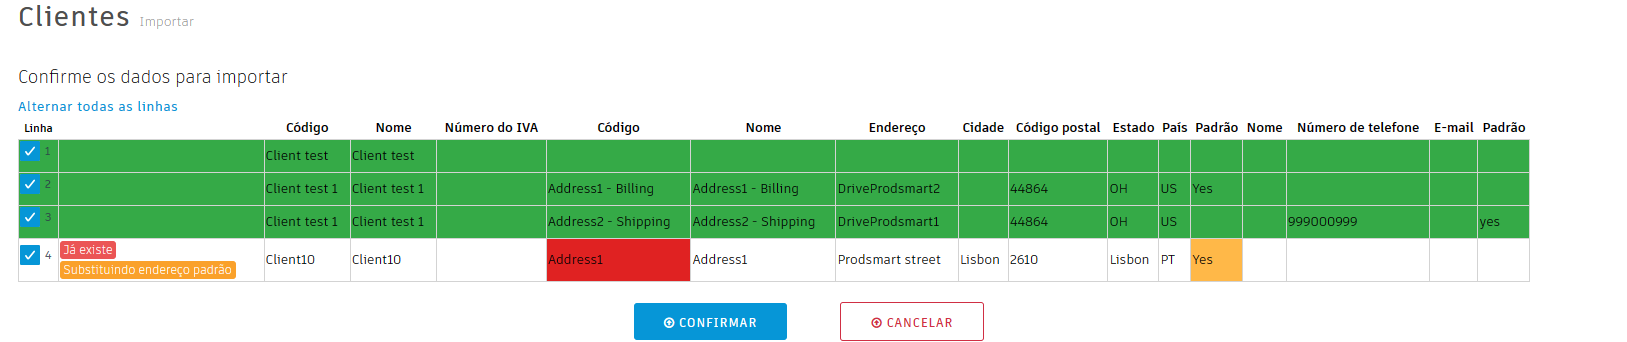 Clientes Importar
Confirme os dados para importar
Alternar todas as linhas
Linha Código Nome Número do IVA Código Nome Endereço Cidade Código postal Estado País Padrão Nome Número de telefone E-mail Padrão
1 Client test Client test
2 Client test 1 Client test 1 Address1 - Billing Address1 - Billing DriveProdsmart2 44864 OH US Yes
3 Client test 1 Client test 1 Address2 - Shipping Address2 - Shipping DriveProdsmart1 44864 OH US 999000999 yes
4 Já existe Substituindo endereço padrão Client10 Client10 Address1 Address1 Prodsmart street Lisbon 2610 Lisbon PT Yes
CONFIRMAR CANCELAR